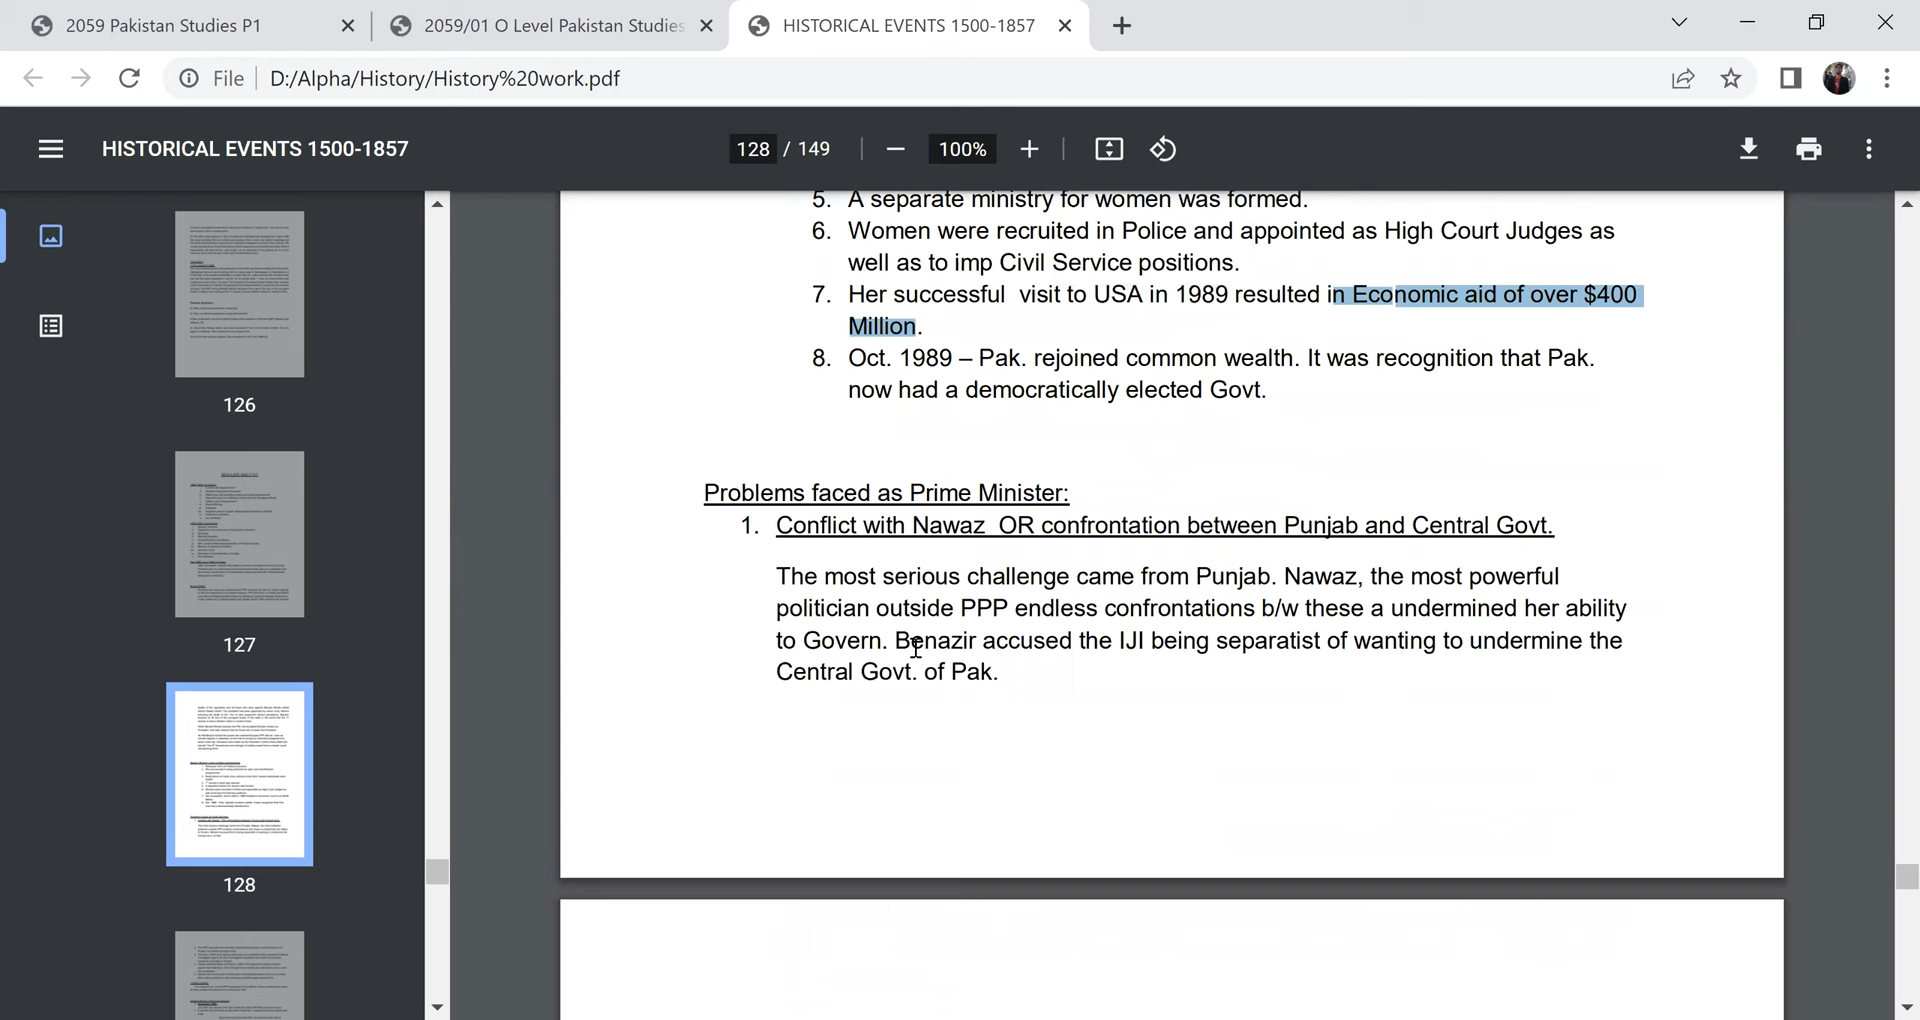 2059 Pakistan Studies P1
2059/01 O Level Pakistan Studies
HISTORICAL EVENTS 1500-1857
File
D:/Alpha/History/History%20work.pdf
HISTORICAL EVENTS 1500-1857
128 / 149
100%
5. A separate ministry for women was formed.
6. Women were recruited in Police and appointed as High Court Judges as
well as to imp Civil Service positions.
7. Her successful visit to USA in 1989 resulted in Economic aid of over $400
Million.
8. Oct. 1989 – Pak. rejoined common wealth. It was recognition that Pak.
now had a democratically elected Govt.
Problems faced as Prime Minister:
1. Conflict with Nawaz OR confrontation between Punjab and Central Govt.
The most serious challenge came from Punjab. Nawaz, the most powerful
politician outside PPP endless confrontations b/w these a undermined her ability
to Govern. Benazir accused the IJI being separatist of wanting to undermine the
Central Govt. of Pak.
126
127
128